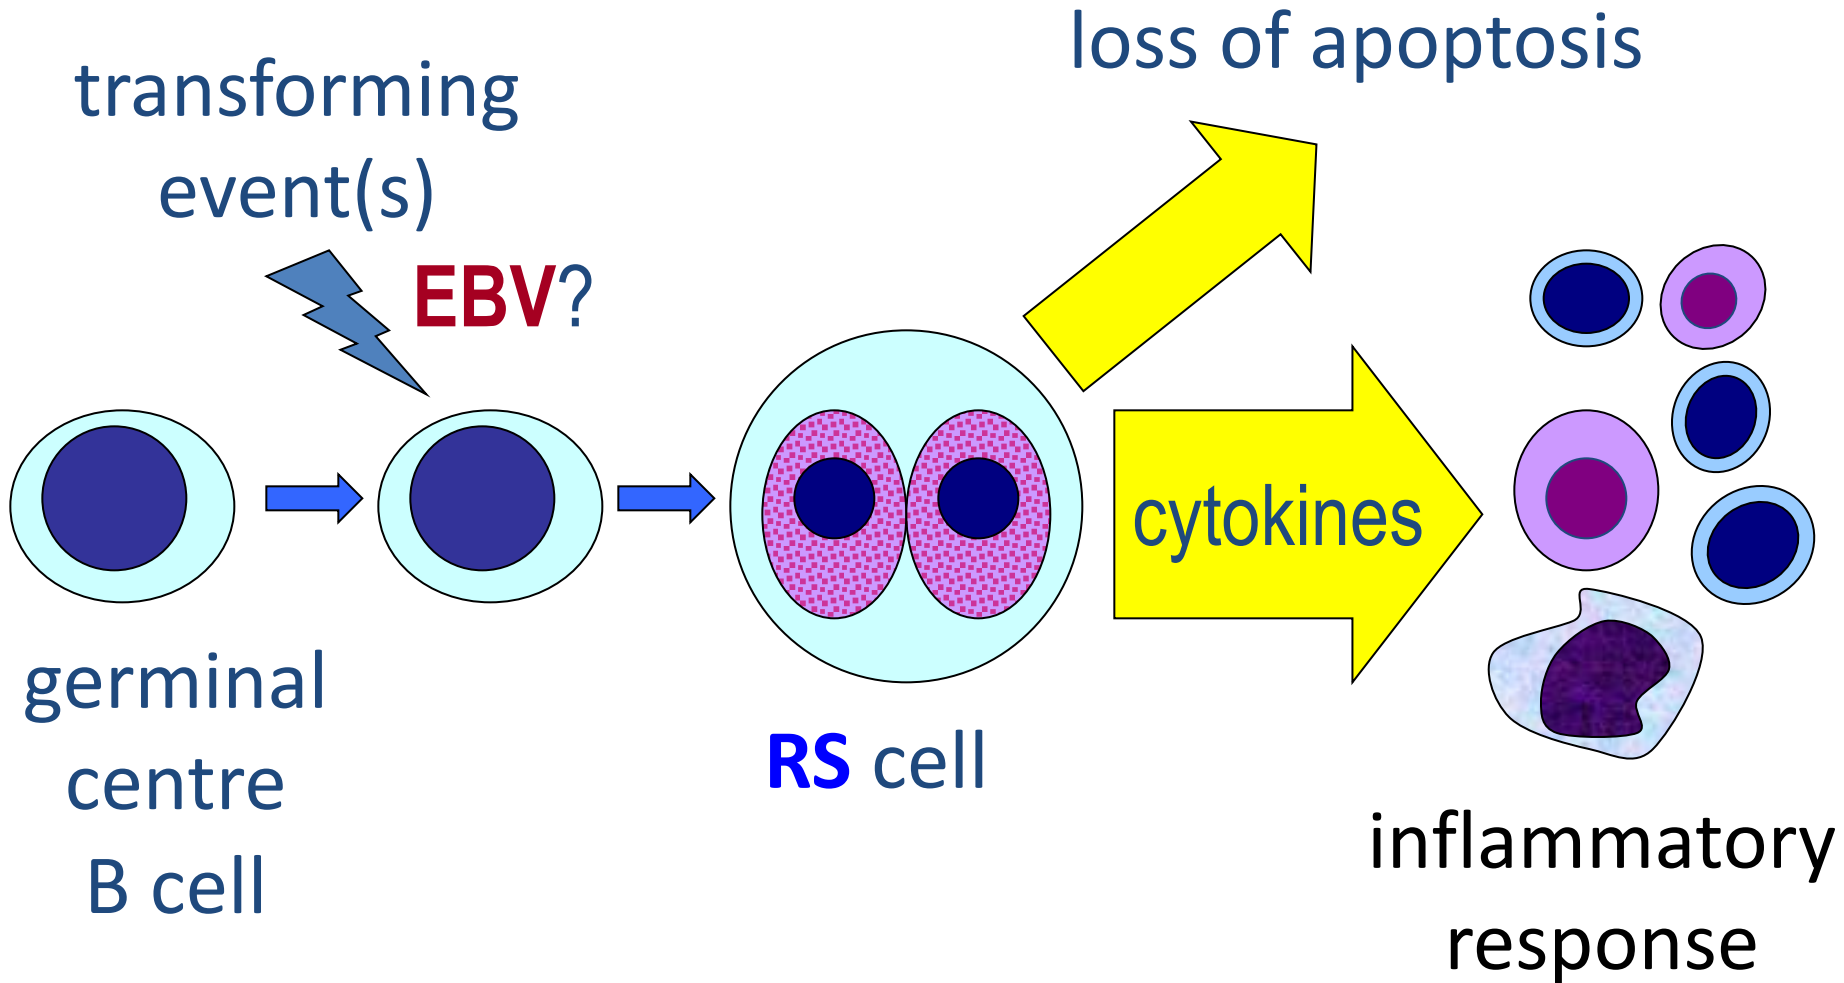 transforming
event(s)
EBV?
germinal
centre
B cell
RS cell
loss of apoptosis
cytokines
inflammatory
response